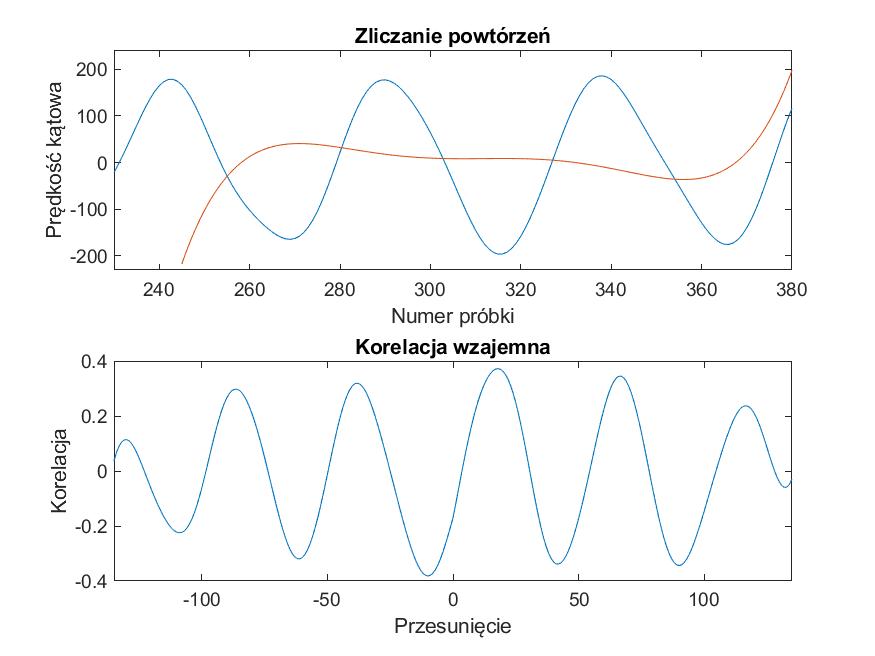 Zliczanie powtórzeń
200
100
0
-100
-200
Prędkość kątowa
240 260 280 300 320 340 360 380
Numer próbki
Korelacja wzajemna
0.4
0.2
0
-0.2
-0.4
Korelacja
-100 -50 0 50 100
Przesunięcie